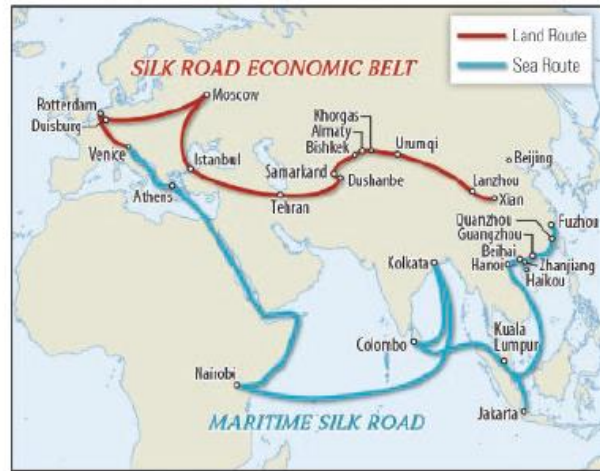 Land Route
Sea Route
SILK ROAD ECONOMIC BELT
Rotterdam
Moscow
Duisburg
Khorgas
Almaty
Bishkek
Urumqi
Venice
Istanbul
Samarkand
Beijing
Dushanbe
Lanzhou
Athens
Tehran
Xian
Quanzhou
Fuzhou
Guangzhou
Beihai
Kolkata
Hanoi
Zhanjiang
Haikou
Colombo
Kuala
Lumpur
Nairobi
MARITIME SILK ROAD
Jakarta